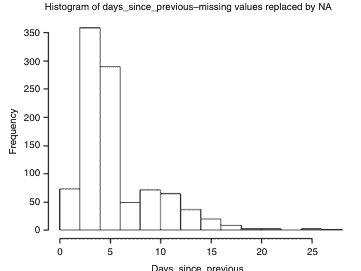 Histogram of days_since_previous–missing values replaced by NA
350
300
250
200
150
100
50
0
Frequency
0 5 10 15 20 25
Days_since_previous